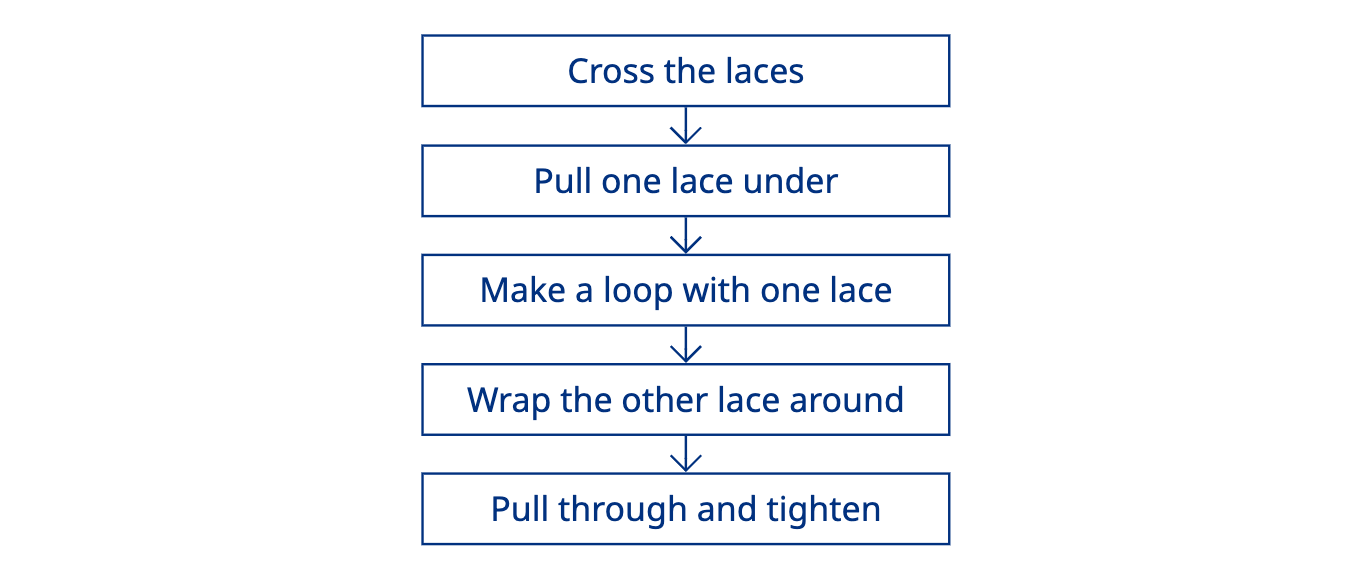 Cross the laces
Pull one lace under
Make a loop with one lace
Wrap the other lace around
Pull through and tighten